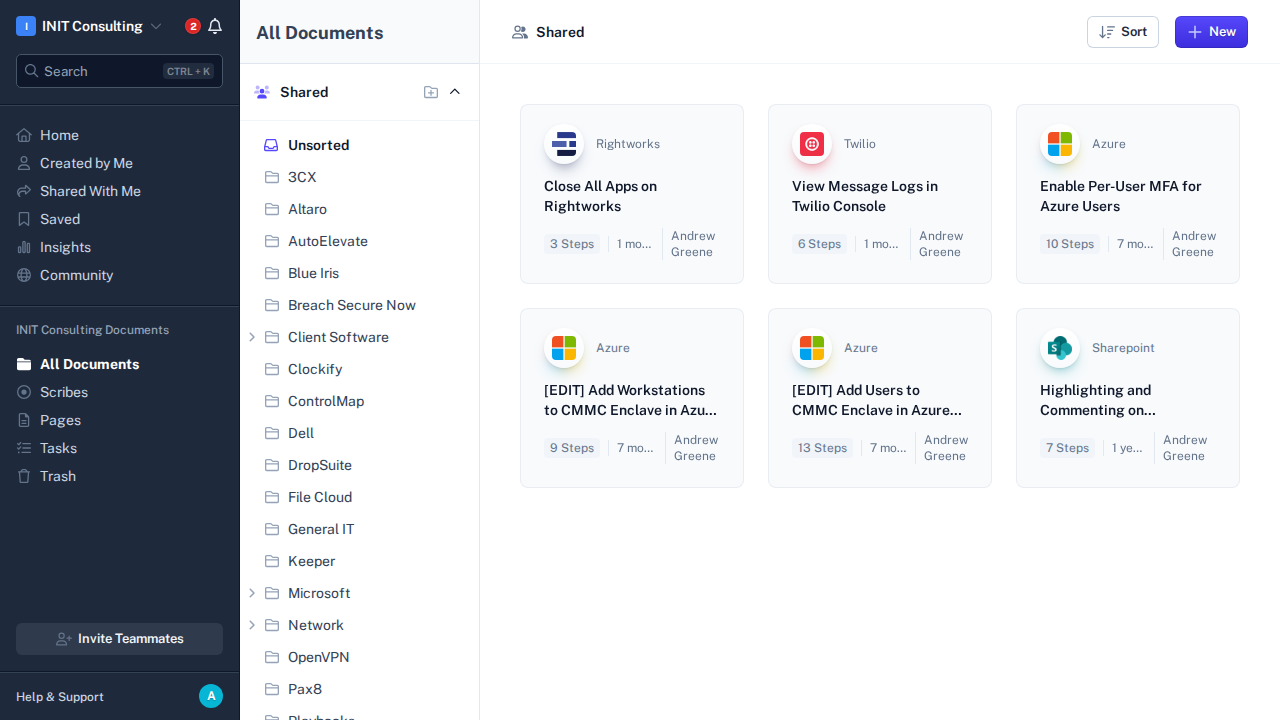 INIT Consulting
2
Search
CTRL + K
Home
Created by Me
Shared With Me
Saved
Insights
Community
INIT Consulting Documents
All Documents
Scribes
Pages
Tasks
Trash
Invite Teammates
Help & Support
A
All Documents
Shared
Unsorted
3CX
Altaro
AutoElevate
Blue Iris
Breach Secure Now
Client Software
Clockify
ControlMap
Dell
DropSuite
File Cloud
General IT
Keeper
Microsoft
Network
OpenVPN
Pax8
Playbooks
Shared
Sort
New
Rightworks
Close All Apps on
Rightworks
3 Steps
1 mo...
Andrew
Greene
Twilio
View Message Logs in
Twilio Console
6 Steps
1 mo...
Andrew
Greene
Azure
Enable Per-User MFA for
Azure Users
10 Steps
7 mo...
Andrew
Greene
Azure
[EDIT] Add Workstations
to CMMC Enclave in Azu...
9 Steps
7 mo...
Andrew
Greene
Azure
[EDIT] Add Users to
CMMC Enclave in Azure...
13 Steps
7 mo...
Andrew
Greene
Sharepoint
Highlighting and
Commenting on...
7 Steps
1 ye...
Andrew
Greene